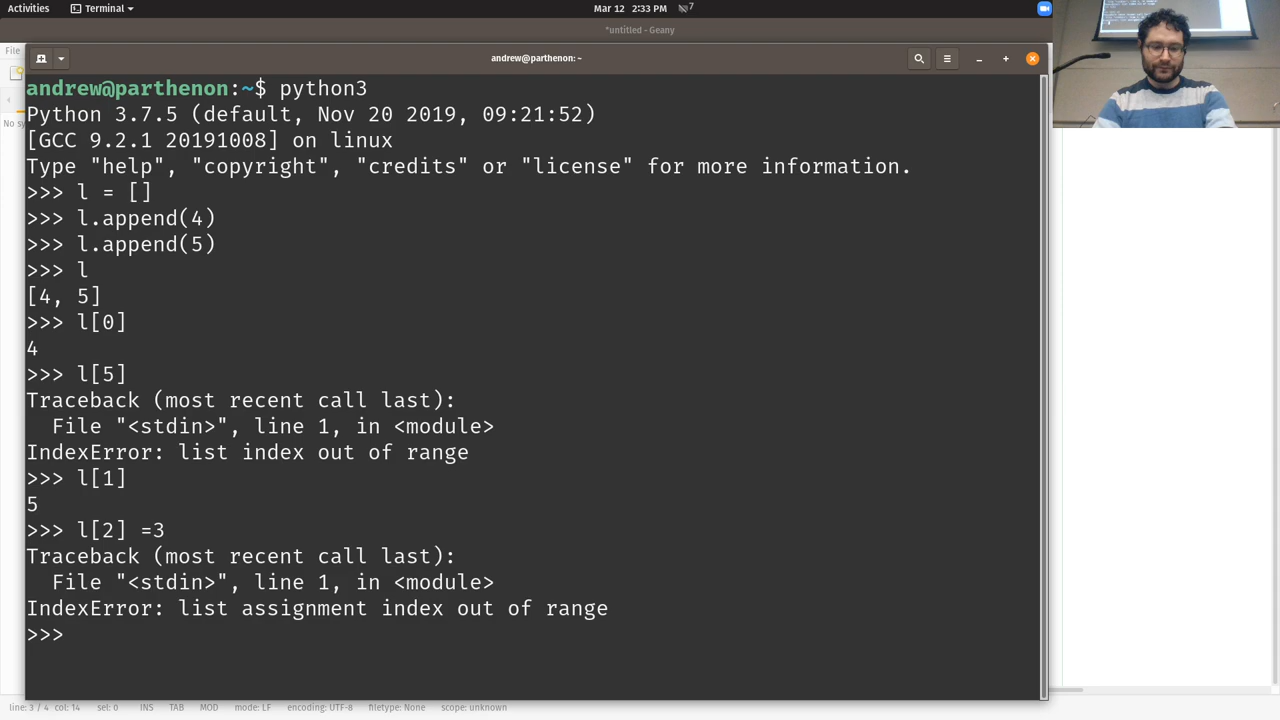 Activities Terminal Mar 12 2:33 PM 7
*untitled - Geany
File
andrew@parthenon: ~
No sy
andrew@parthenon:~$ python3
Python 3.7.5 (default, Nov 20 2019, 09:21:52)
[GCC 9.2.1 20191008] on linux
Type "help", "copyright", "credits" or "license" for more information.
>>> l = []
>>> l.append(4)
>>> l.append(5)
>>> l
[4, 5]
>>> l[0]
4
>>> l[5]
Traceback (most recent call last):
  File "<stdin>", line 1, in <module>
IndexError: list index out of range
>>> l[1]
5
>>> l[2] =3
Traceback (most recent call last):
  File "<stdin>", line 1, in <module>
IndexError: list assignment index out of range
>>>
line: 3 / 4 col: 14 sel: 0 INS TAB MOD mode: LF encoding: UTF-8 filetype: None scope: unknown